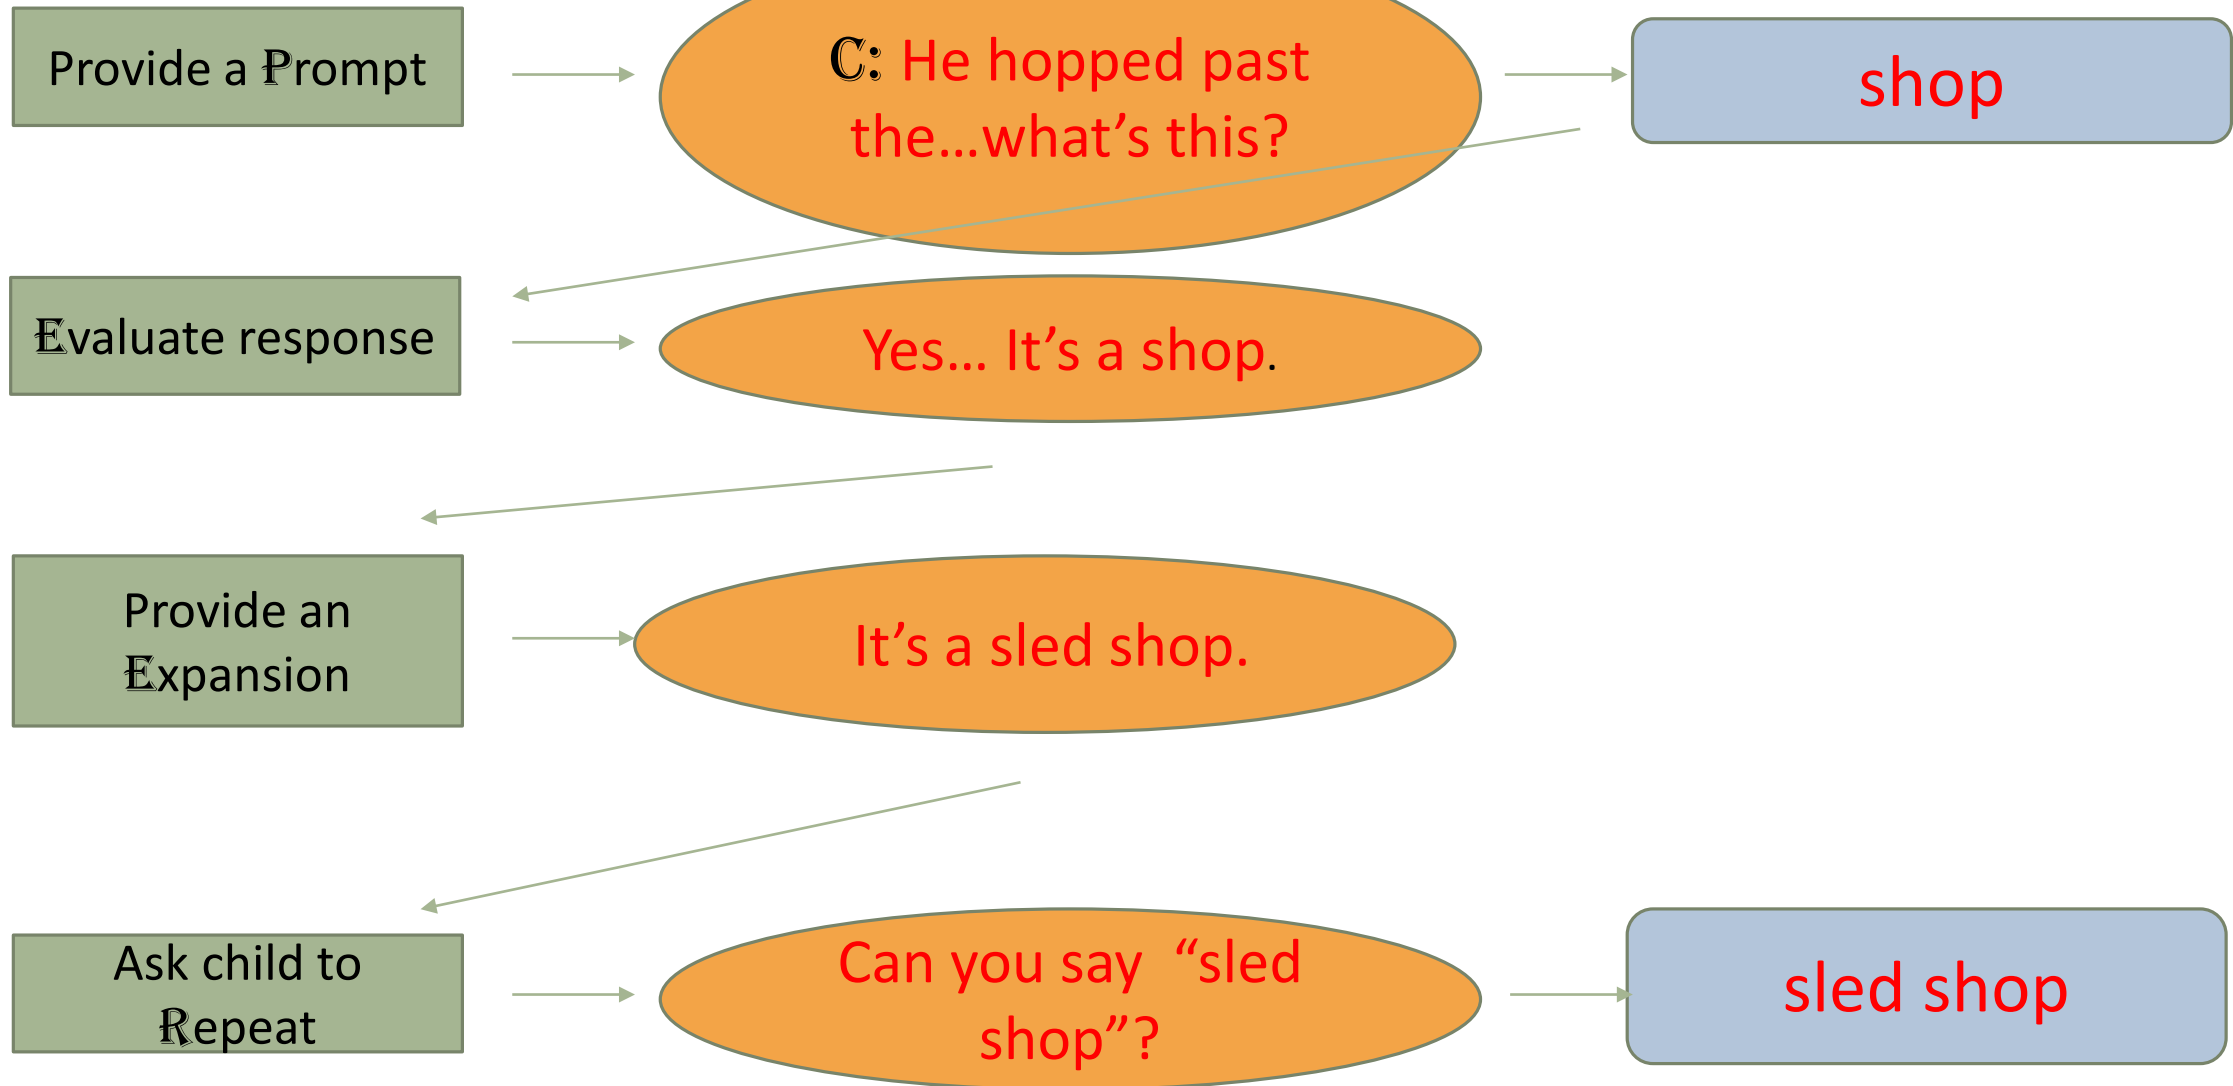 Provide a Prompt
C: He hopped past
the...what's this?
shop
Evaluate response
Yes... It's a shop.
Provide an
Expansion
It's a sled shop.
Ask child to
Repeat
Can you say  “sled
shop”?
sled shop